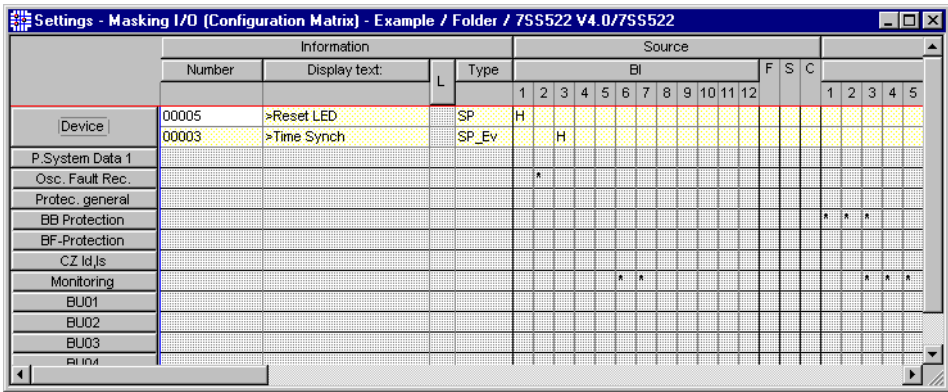 Settings - Masking I/O (Configuration Matrix) - Example / Folder / 7SS522 V4.0/7SS522
Information Source
Number Display text: L Type BI F S C
1 2 3 4 5 6 7 8 9 10 11 12 1 2 3 4 5
Device 00005 >Reset LED SP H
00003 >Time Synch SP_Ev H
P.System Data 1
Osc. Fault Rec. *
Protec. general
BB Protection * * *
BF-Protection
CZ Id,Is
Monitoring * * * * *
BU01
BU02
BU03
BU04